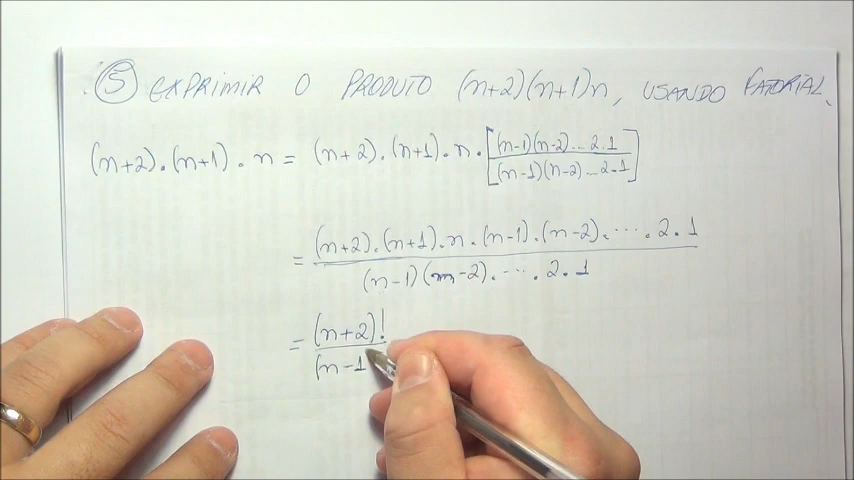 5 EXPRIMIR O PRODUTO (n+2)(n+1)n, USANDO FATORIAL.
(n+2).(n+1).n = (n+2).(n+1).n.[(n-1)(n-2)...2.1 / (n-1)(n-2)...2.1]
= (n+2).(n+1).n.(n-1).(n-2). .... .2.1
(n-1)(n-2). .... .2.1
= (n+2)!
(n-1